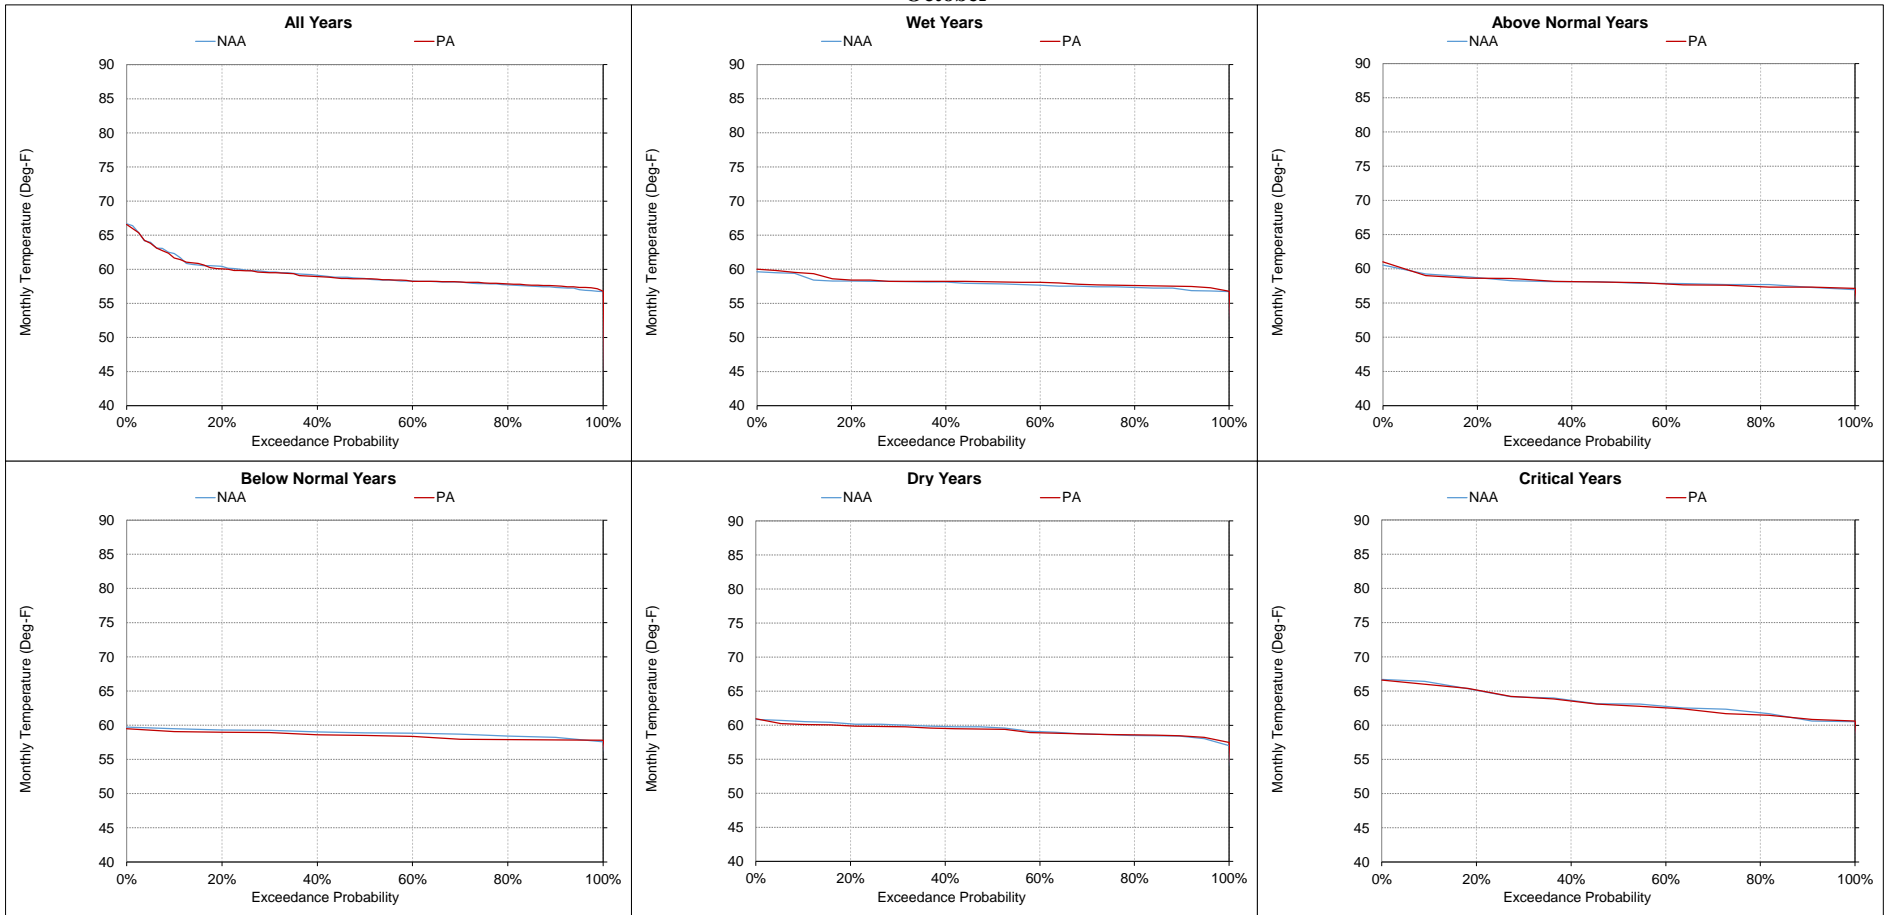 All Years
NAA PA
90
85
80
75
70
65
60
55
50
45
40
Monthly Temperature (Deg-F)
0% 20% 40% 60% 80% 100%
Exceedance Probability
Wet Years
NAA PA
90
85
80
75
70
65
60
55
50
45
40
Monthly Temperature (Deg-F)
0% 20% 40% 60% 80% 100%
Exceedance Probability
Above Normal Years
NAA PA
90
85
80
75
70
65
60
55
50
45
40
Monthly Temperature (Deg-F)
0% 20% 40% 60% 80% 100%
Exceedance Probability
Below Normal Years
NAA PA
90
85
80
75
70
65
60
55
50
45
40
Monthly Temperature (Deg-F)
0% 20% 40% 60% 80% 100%
Exceedance Probability
Dry Years
NAA PA
90
85
80
75
70
65
60
55
50
45
40
Monthly Temperature (Deg-F)
0% 20% 40% 60% 80% 100%
Exceedance Probability
Critical Years
NAA PA
90
85
80
75
70
65
60
55
50
45
40
Monthly Temperature (Deg-F)
0% 20% 40% 60% 80% 100%
Exceedance Probability